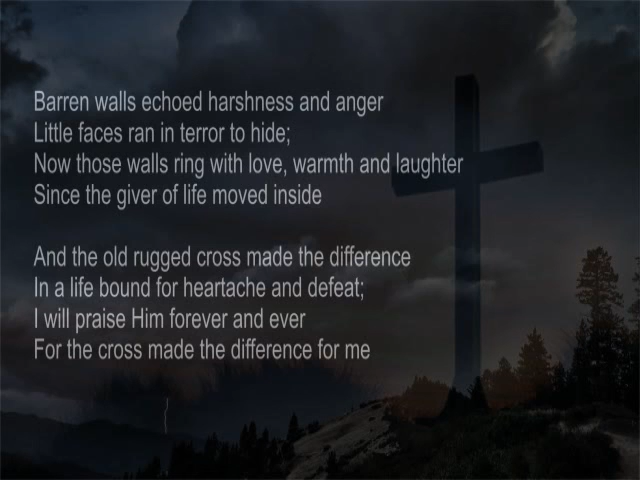 Barren walls echoed harshness and anger
Little faces ran in terror to hide;
Now those walls ring with love, warmth and laughter
Since the giver of life moved inside
And the old rugged cross made the difference
In a life bound for heartache and defeat;
I will praise Him forever and ever
For the cross made the difference for me